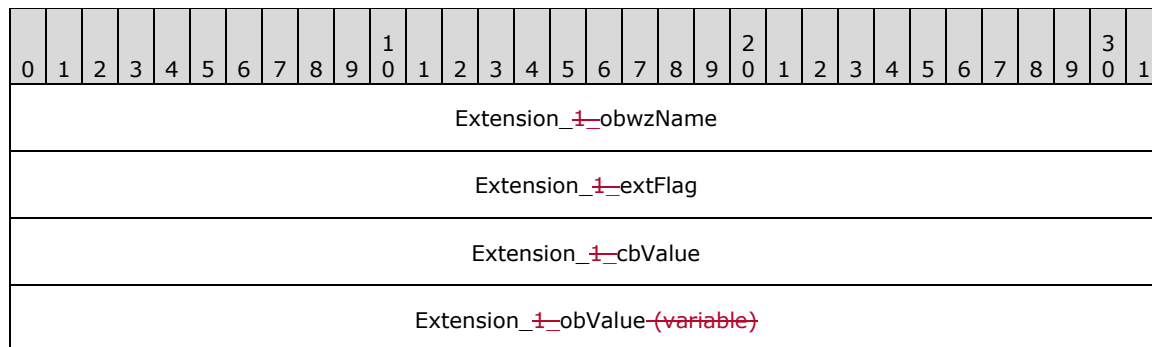 1 2 3
0 1 2 3 4 5 6 7 8 9 0 1 2 3 4 5 6 7 8 9 0 1 2 3 4 5 6 7 8 9 0 1
Extension_1_obwzName
Extension_1_extFlag
Extension_1_cbValue
Extension_1_obValue (variable)